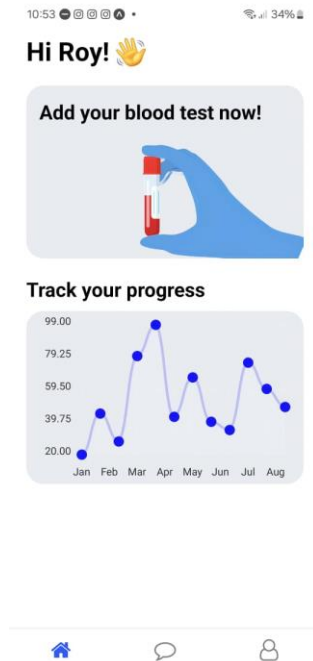 10:53 34%
Hi Roy!
Add your blood test now!
Track your progress
99.00
79.25
59.50
39.75
20.00
Jan Feb Mar Apr May Jun Jul Aug